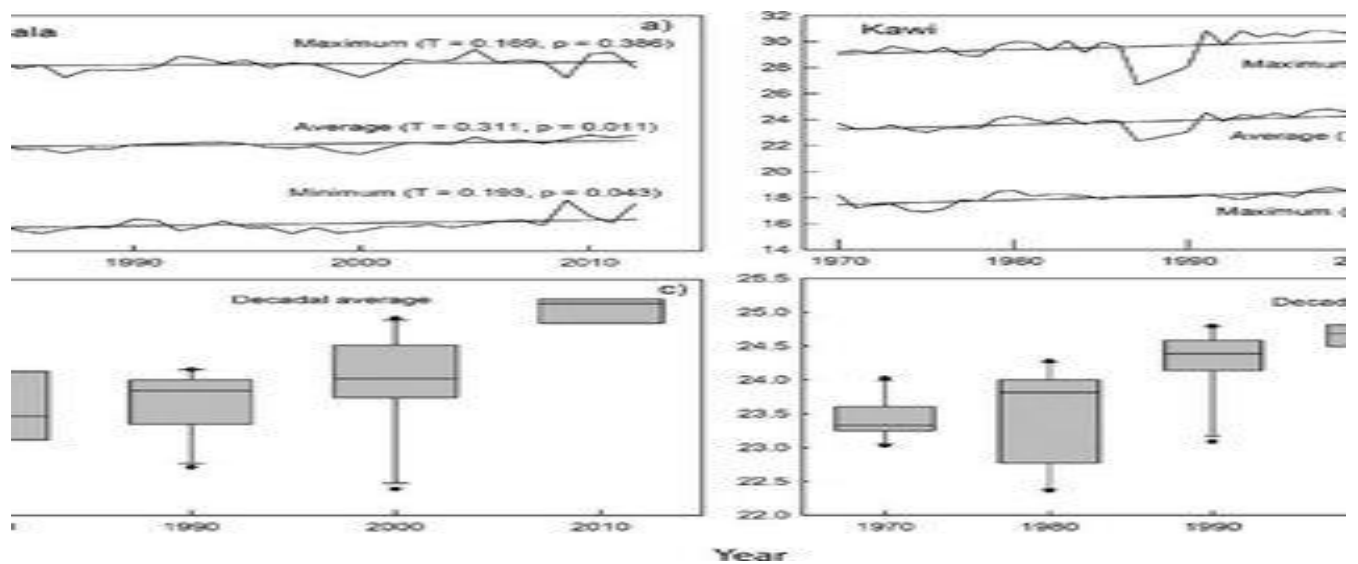 ala
a)
Maximum (T = 0.169, p = 0.386)
Average (T = 0.311, p = 0.011)
Minimum (T = 0.193, p = 0.043)
1990 2000 2010
Kawi
32
30
28
26
24
22
20
18
16
14
Maximum
Average (
Maximum (
1970 1980 1990 2
Decadal average
c)
1990 2000 2010
25.5
25.0
24.5
24.0
23.5
23.0
22.5
22.0
Decad
1970 1980 1990
Year